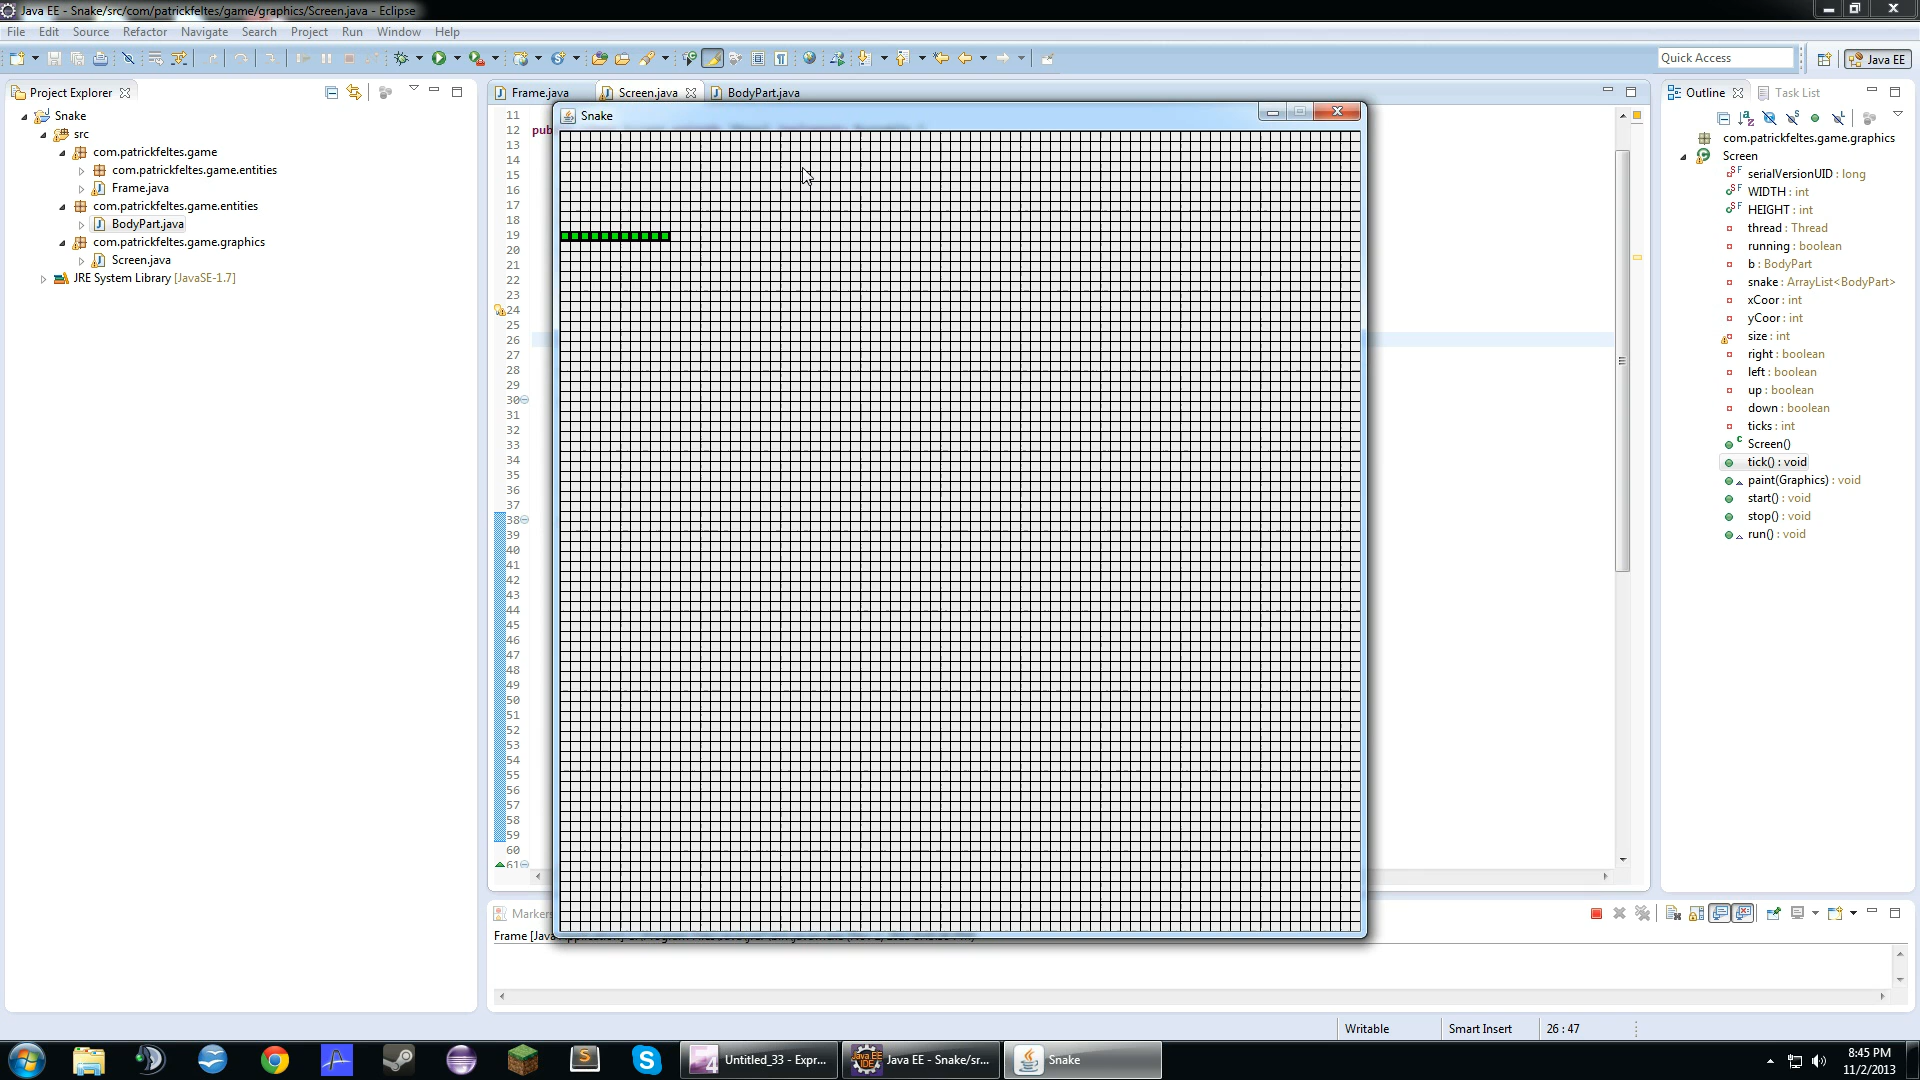 Java EE - Snake/src/com/patrickfeltes/game/graphics/Screen.java - Eclipse
File Edit Source Refactor Navigate Search Project Run Window Help
Quick Access
Java EE
Project Explorer
Frame.java
Screen.java
BodyPart.java
Outline
Task List
Snake
src
com.patrickfeltes.game
com.patrickfeltes.game.entities
Frame.java
com.patrickfeltes.game.entities
BodyPart.java
com.patrickfeltes.game.graphics
Screen.java
JRE System Library [JavaSE-1.7]
11
12 pub
13
14
15
16
17
18
19
20
21
22
23
24
25
26
27
28
29
30
31
32
33
34
35
36
37
38
39
40
41
42
43
44
45
46
47
48
49
50
51
52
53
54
55
56
57
58
59
60
61
Snake
com.patrickfeltes.game.graphics
Screen
serialVersionUID : long
WIDTH : int
HEIGHT : int
thread : Thread
running : boolean
b : BodyPart
snake : ArrayList<BodyPart>
xCoor : int
yCoor : int
size : int
right : boolean
left : boolean
up : boolean
down : boolean
ticks : int
Screen()
tick() : void
paint(Graphics) : void
start() : void
stop() : void
run() : void
Markers
Frame [Java
Writable
Smart Insert
26 : 47
Untitled_33 - Expr...
Java EE - Snake/sr...
Snake
8:45 PM
11/2/2013